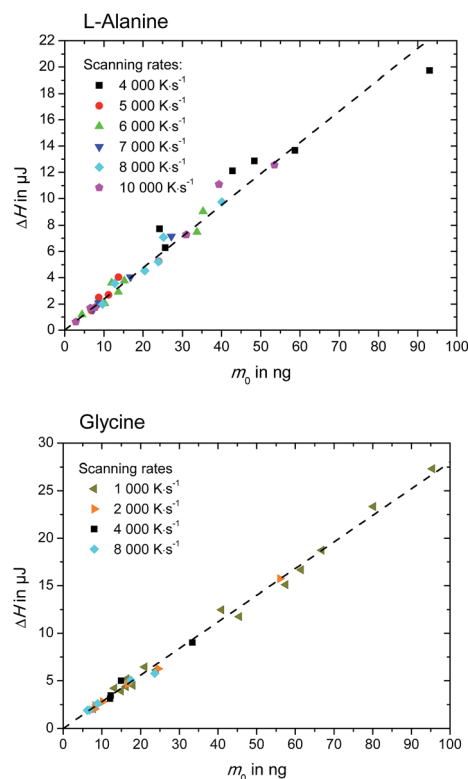 L-Alanine
22
20
18
16
14
12
10
8
6
4
2
0
ΔH in µJ
Scanning rates:
4 000 K·s⁻¹
5 000 K·s⁻¹
6 000 K·s⁻¹
7 000 K·s⁻¹
8 000 K·s⁻¹
10 000 K·s⁻¹
0 10 20 30 40 50 60 70 80 90 100
m₀ in ng
Glycine
30
25
20
15
10
5
0
ΔH in µJ
Scanning rates
1 000 K·s⁻¹
2 000 K·s⁻¹
4 000 K·s⁻¹
8 000 K·s⁻¹
0 10 20 30 40 50 60 70 80 90 100
m₀ in ng